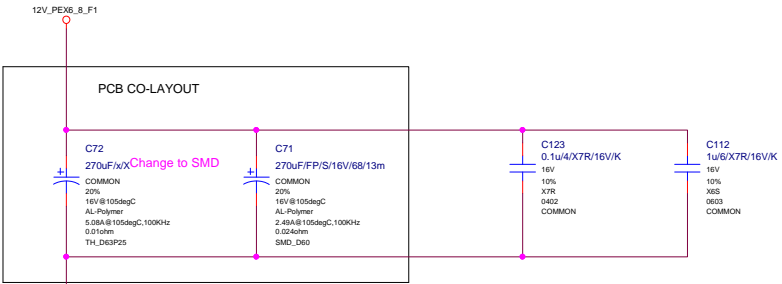 12V_PEX6_8_F1
PCB CO-LAYOUT
C72
270uF/x/X
Change to SMD
+
COMMON
20%
16V@105degC
AL-Polymer
5.08A@105degC,100KHz
0.01ohm
TH_D63P25
C71
270uF/FP/S/16V/68/13m
+
COMMON
20%
16V@105degC
AL-Polymer
2.49A@105degC,100KHz
0.024ohm
SMD_D60
C123
0.1u/4/X7R/16V/K
16V
10%
X7R
0402
COMMON
C112
1u/6/X7R/16V/K
16V
10%
X6S
0603
COMMON